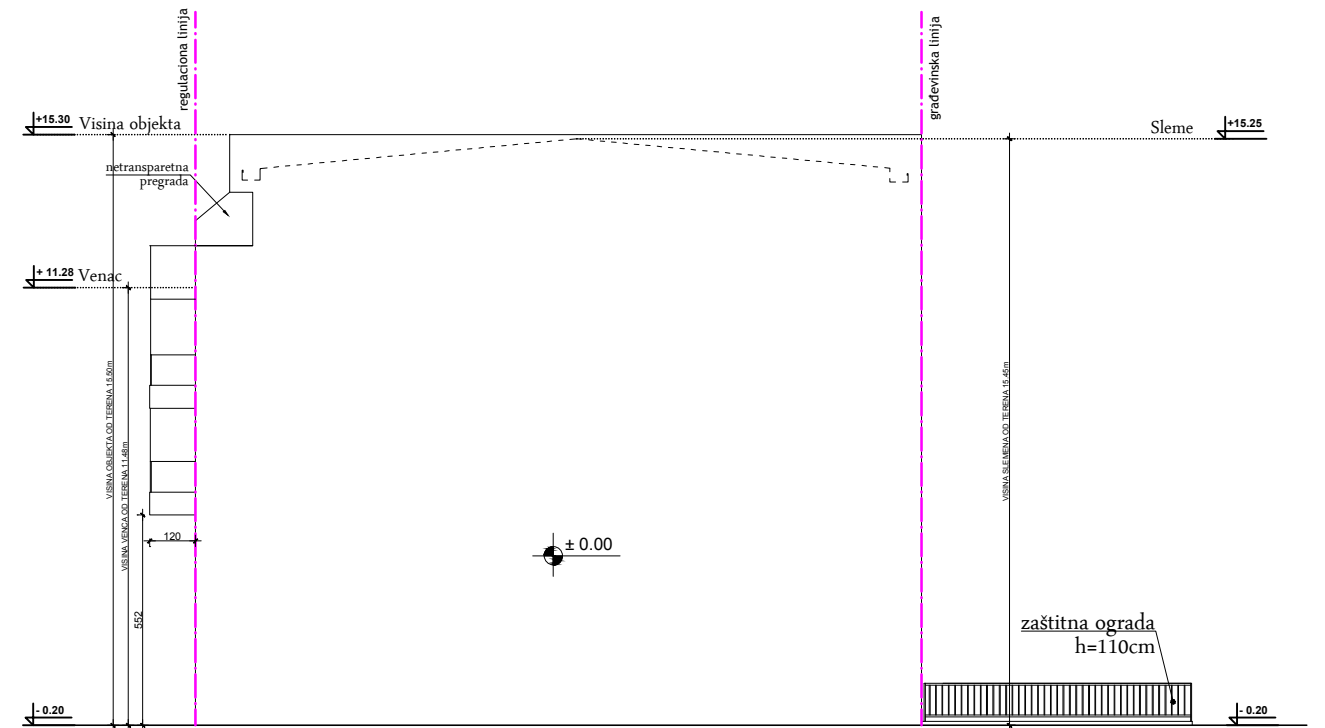 regulaciona linija
građevinska linija
+15.30 Visina objekta
Sleme +15.25
netransparetna
pregrada
+ 11.28 Venac
VISINA OBJEKTA OD TERENA 15.50m
VISINA VENCA OD TERENA 11.48m
VISINA SLEMENA OD TERENA 15.45m
120
± 0.00
552
zaštitna ograda
h=110cm
- 0.20
- 0.20